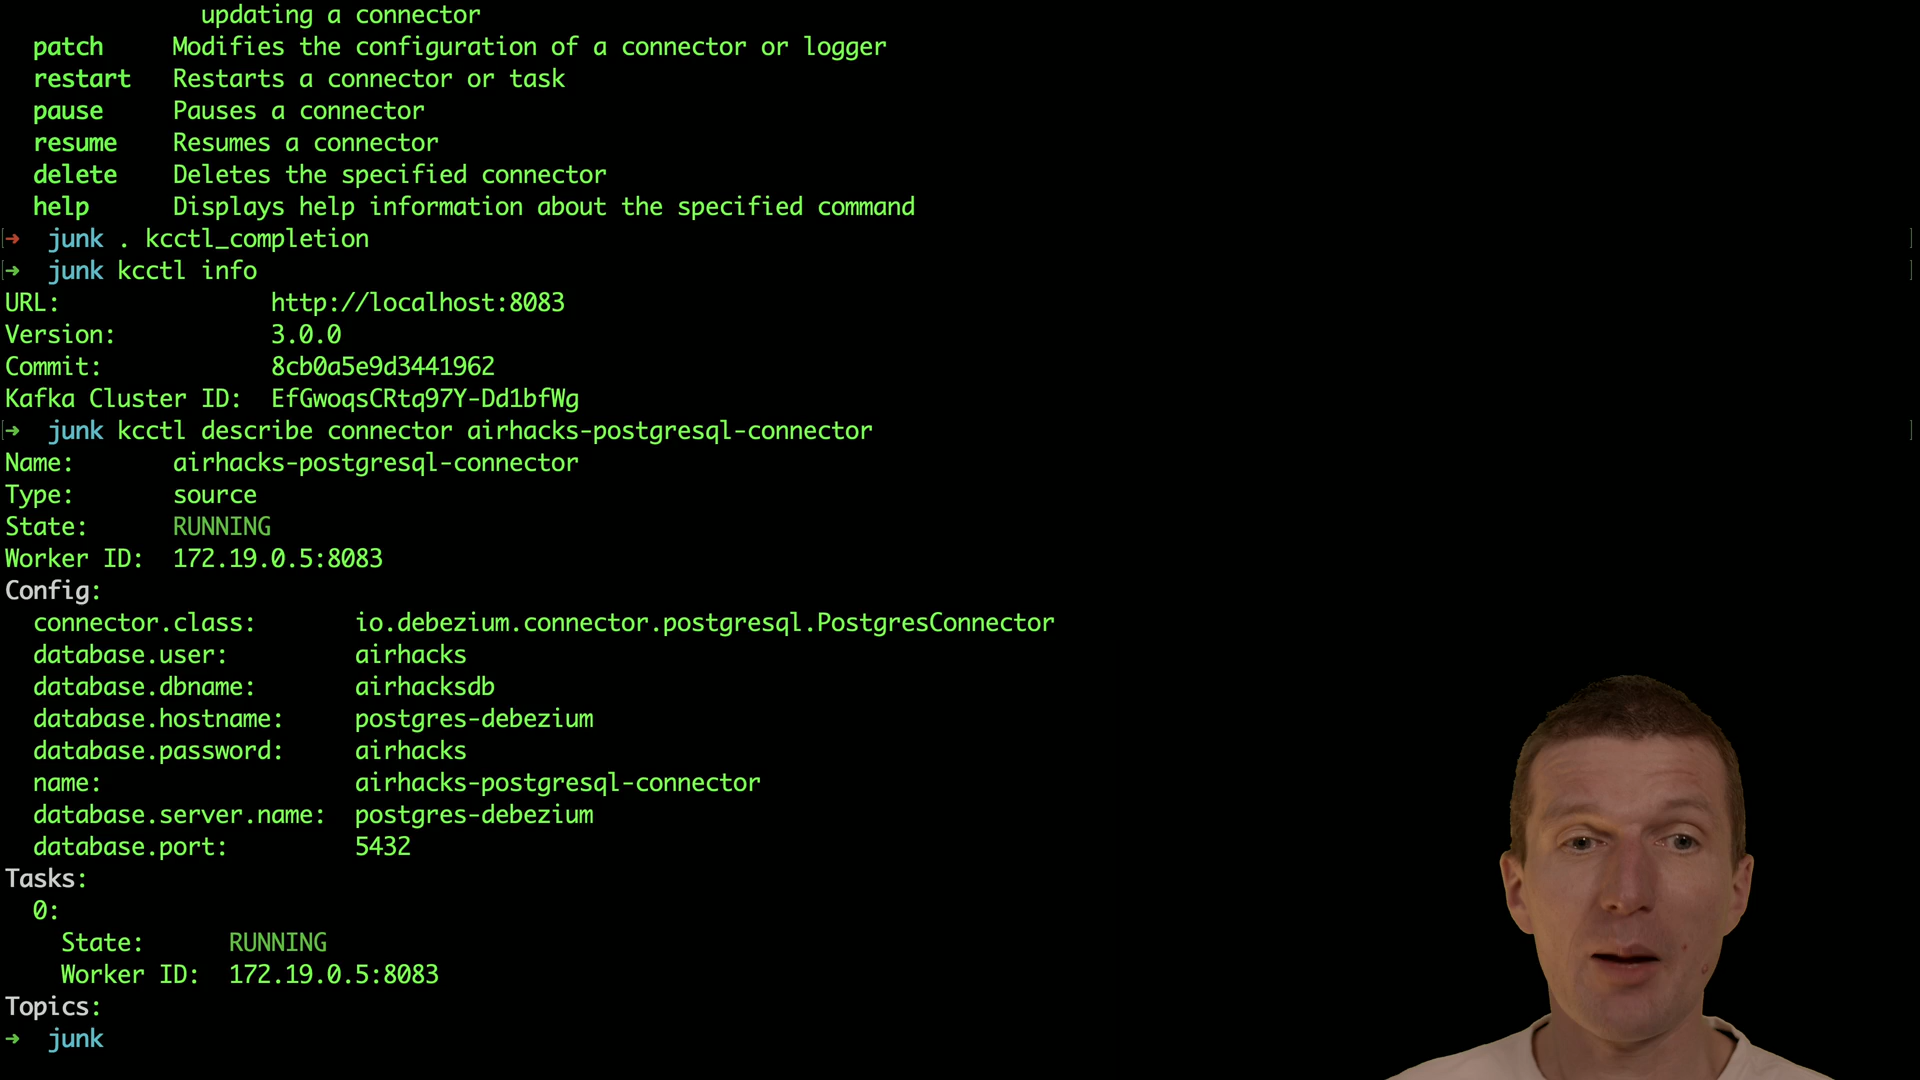 updating a connector
patch Modifies the configuration of a connector or logger
restart Restarts a connector or task
pause Pauses a connector
resume Resumes a connector
delete Deletes the specified connector
help Displays help information about the specified command
[➜ junk . kcctl_completion ]
[➜ junk kcctl info ]
URL: http://localhost:8083
Version: 3.0.0
Commit: 8cb0a5e9d3441962
Kafka Cluster ID: EfGwoqsCRtq97Y-Dd1bfWg
[➜ junk kcctl describe connector airhacks-postgresql-connector ]
Name: airhacks-postgresql-connector
Type: source
State: RUNNING
Worker ID: 172.19.0.5:8083
Config:
connector.class: io.debezium.connector.postgresql.PostgresConnector
database.user: airhacks
database.dbname: airhacksdb
database.hostname: postgres-debezium
database.password: airhacks
name: airhacks-postgresql-connector
database.server.name: postgres-debezium
database.port: 5432
Tasks:
0:
State: RUNNING
Worker ID: 172.19.0.5:8083
Topics:
➜ junk